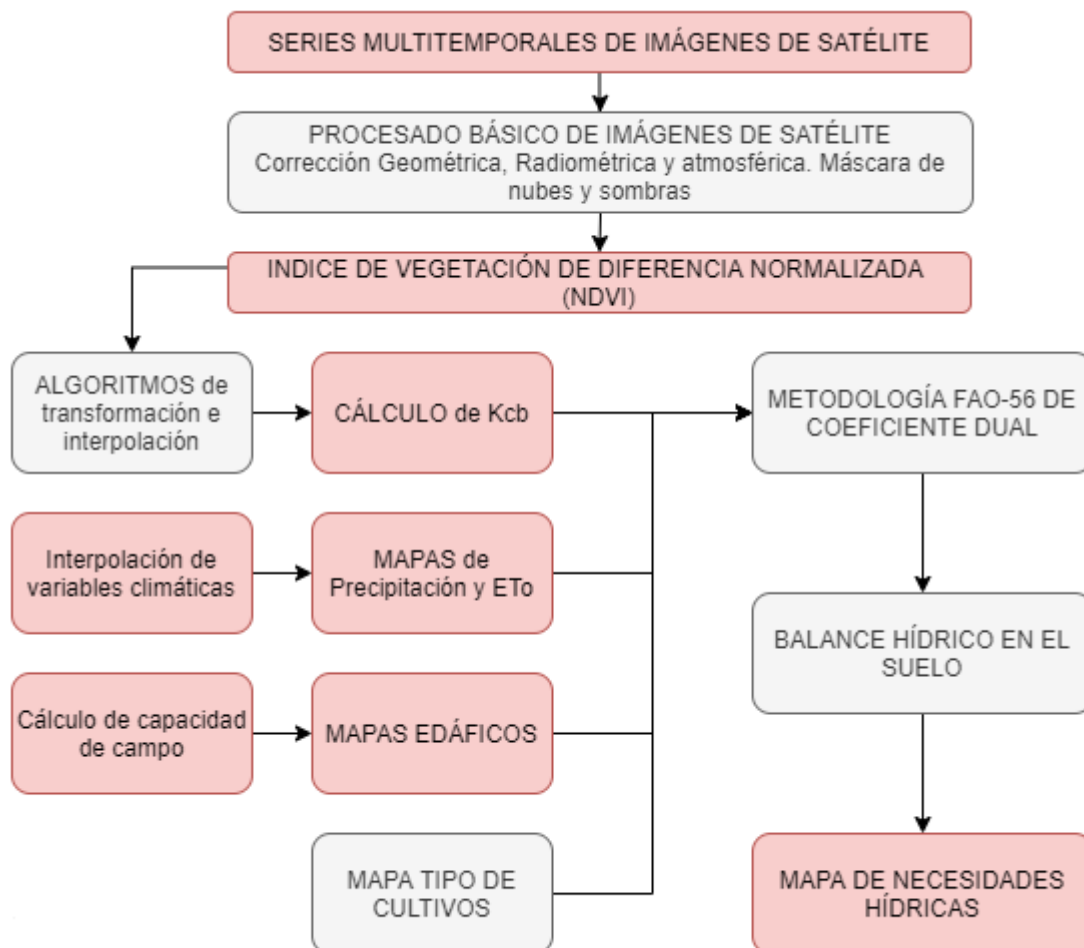 SERIES MULTITEMPORALES DE IMÁGENES DE SATÉLITE
PROCESADO BÁSICO DE IMÁGENES DE SATÉLITE
Corrección Geométrica, Radiométrica y atmosférica. Máscara de
nubes y sombras
INDICE DE VEGETACIÓN DE DIFERENCIA NORMALIZADA
(NDVI)
ALGORITMOS de
transformación e
interpolación
CÁLCULO de Kcb
METODOLOGÍA FAO-56 DE
COEFICIENTE DUAL
Interpolación de
variables climáticas
MAPAS de
Precipitación y ETo
BALANCE HÍDRICO EN EL
SUELO
Cálculo de capacidad
de campo
MAPAS EDÁFICOS
MAPA TIPO DE
CULTIVOS
MAPA DE NECESIDADES
HÍDRICAS